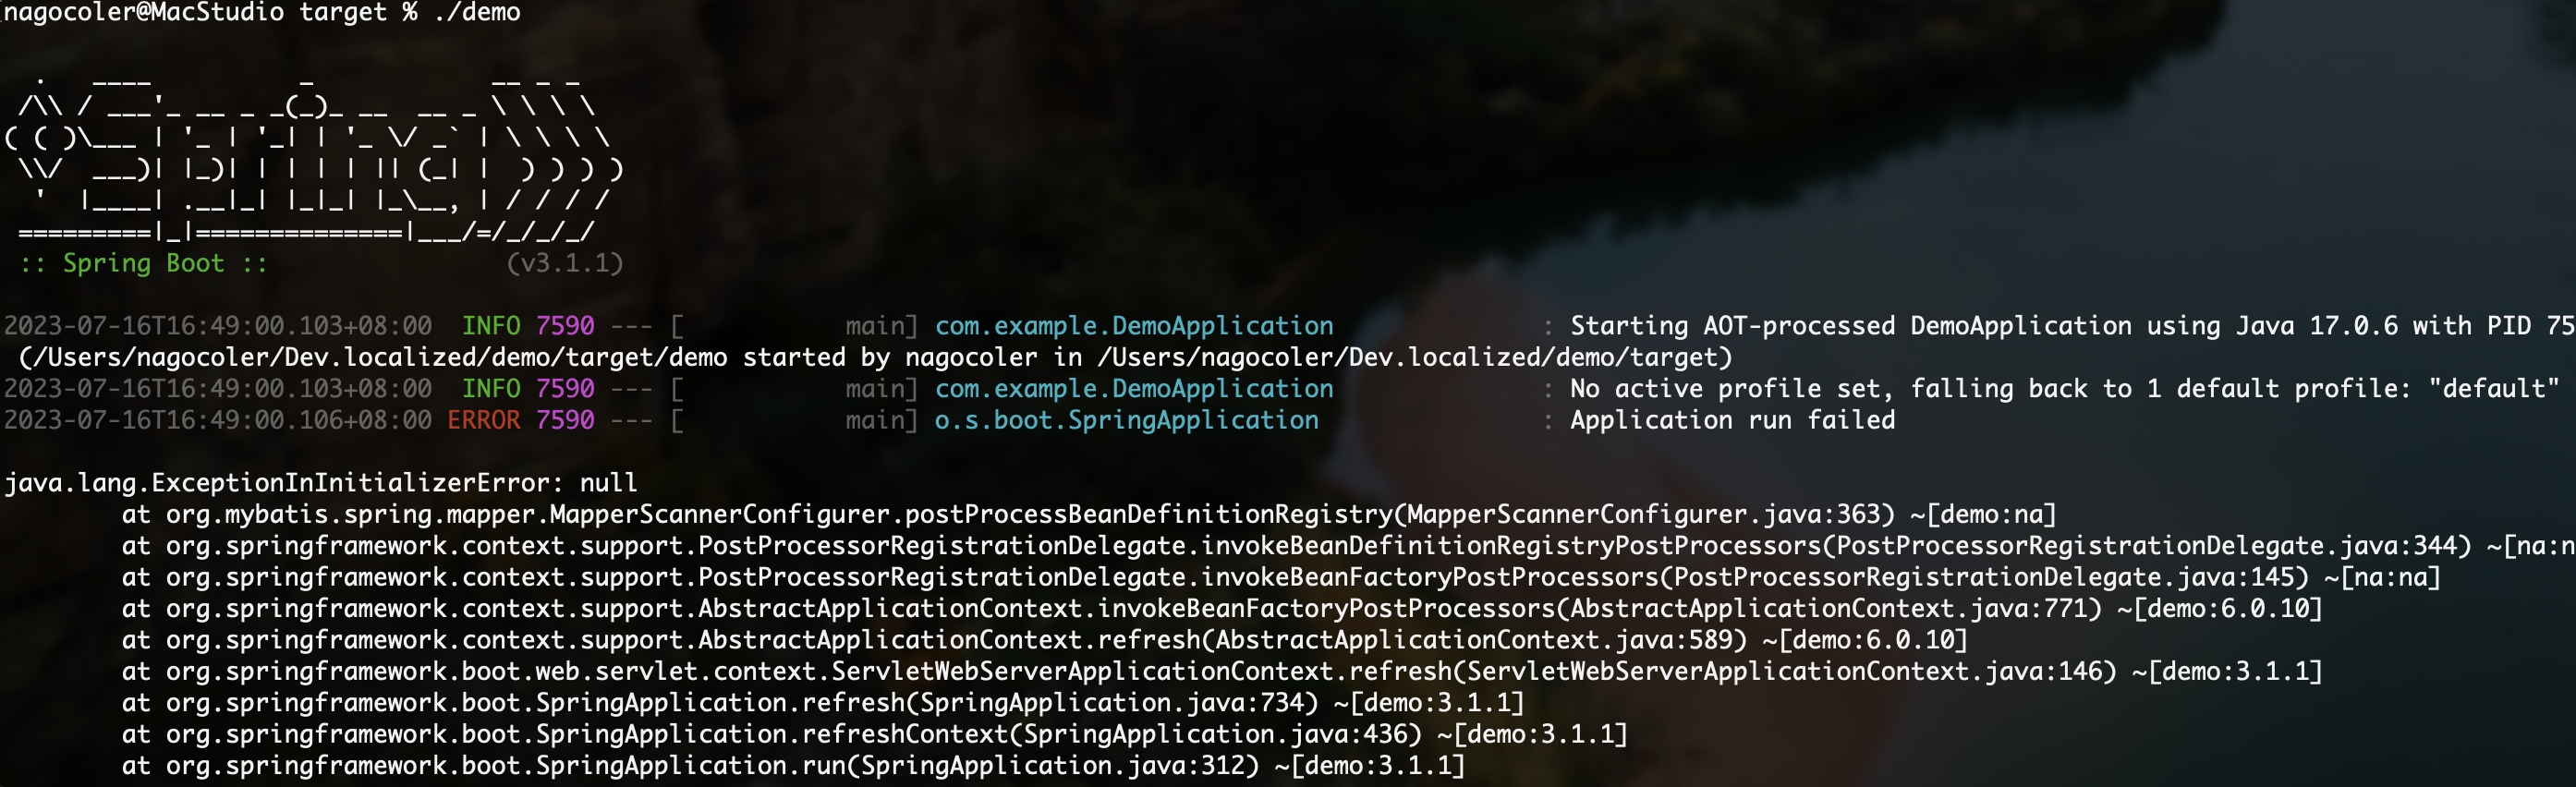 nagocoler@MacStudio target % ./demo
  .   ____          _            __ _ _
 /\\ / ___'_ __ _ _(_)_ __  __ _ \ \ \ \
( ( )\___ | '_ | '_| | '_ \/ _` | \ \ \ \
 \\/  ___)| |_)| | | | | || (_| |  ) ) ) )
  '  |____| .__|_| |_|_| |_\__, | / / / /
 =========|_|==============|___/=/_/_/_/
 :: Spring Boot ::                (v3.1.1)
2023-07-16T16:49:00.103+08:00  INFO 7590 --- [           main] com.example.DemoApplication              : Starting AOT-processed DemoApplication using Java 17.0.6 with PID 75
 (/Users/nagocoler/Dev.localized/demo/target/demo started by nagocoler in /Users/nagocoler/Dev.localized/demo/target)
2023-07-16T16:49:00.103+08:00  INFO 7590 --- [           main] com.example.DemoApplication              : No active profile set, falling back to 1 default profile: "default"
2023-07-16T16:49:00.106+08:00 ERROR 7590 --- [           main] o.s.boot.SpringApplication               : Application run failed
java.lang.ExceptionInInitializerError: null
        at org.mybatis.spring.mapper.MapperScannerConfigurer.postProcessBeanDefinitionRegistry(MapperScannerConfigurer.java:363) ~[demo:na]
        at org.springframework.context.support.PostProcessorRegistrationDelegate.invokeBeanDefinitionRegistryPostProcessors(PostProcessorRegistrationDelegate.java:344) ~[na:n
        at org.springframework.context.support.PostProcessorRegistrationDelegate.invokeBeanFactoryPostProcessors(PostProcessorRegistrationDelegate.java:145) ~[na:na]
        at org.springframework.context.support.AbstractApplicationContext.invokeBeanFactoryPostProcessors(AbstractApplicationContext.java:771) ~[demo:6.0.10]
        at org.springframework.context.support.AbstractApplicationContext.refresh(AbstractApplicationContext.java:589) ~[demo:6.0.10]
        at org.springframework.boot.web.servlet.context.ServletWebServerApplicationContext.refresh(ServletWebServerApplicationContext.java:146) ~[demo:3.1.1]
        at org.springframework.boot.SpringApplication.refresh(SpringApplication.java:734) ~[demo:3.1.1]
        at org.springframework.boot.SpringApplication.refreshContext(SpringApplication.java:436) ~[demo:3.1.1]
        at org.springframework.boot.SpringApplication.run(SpringApplication.java:312) ~[demo:3.1.1]